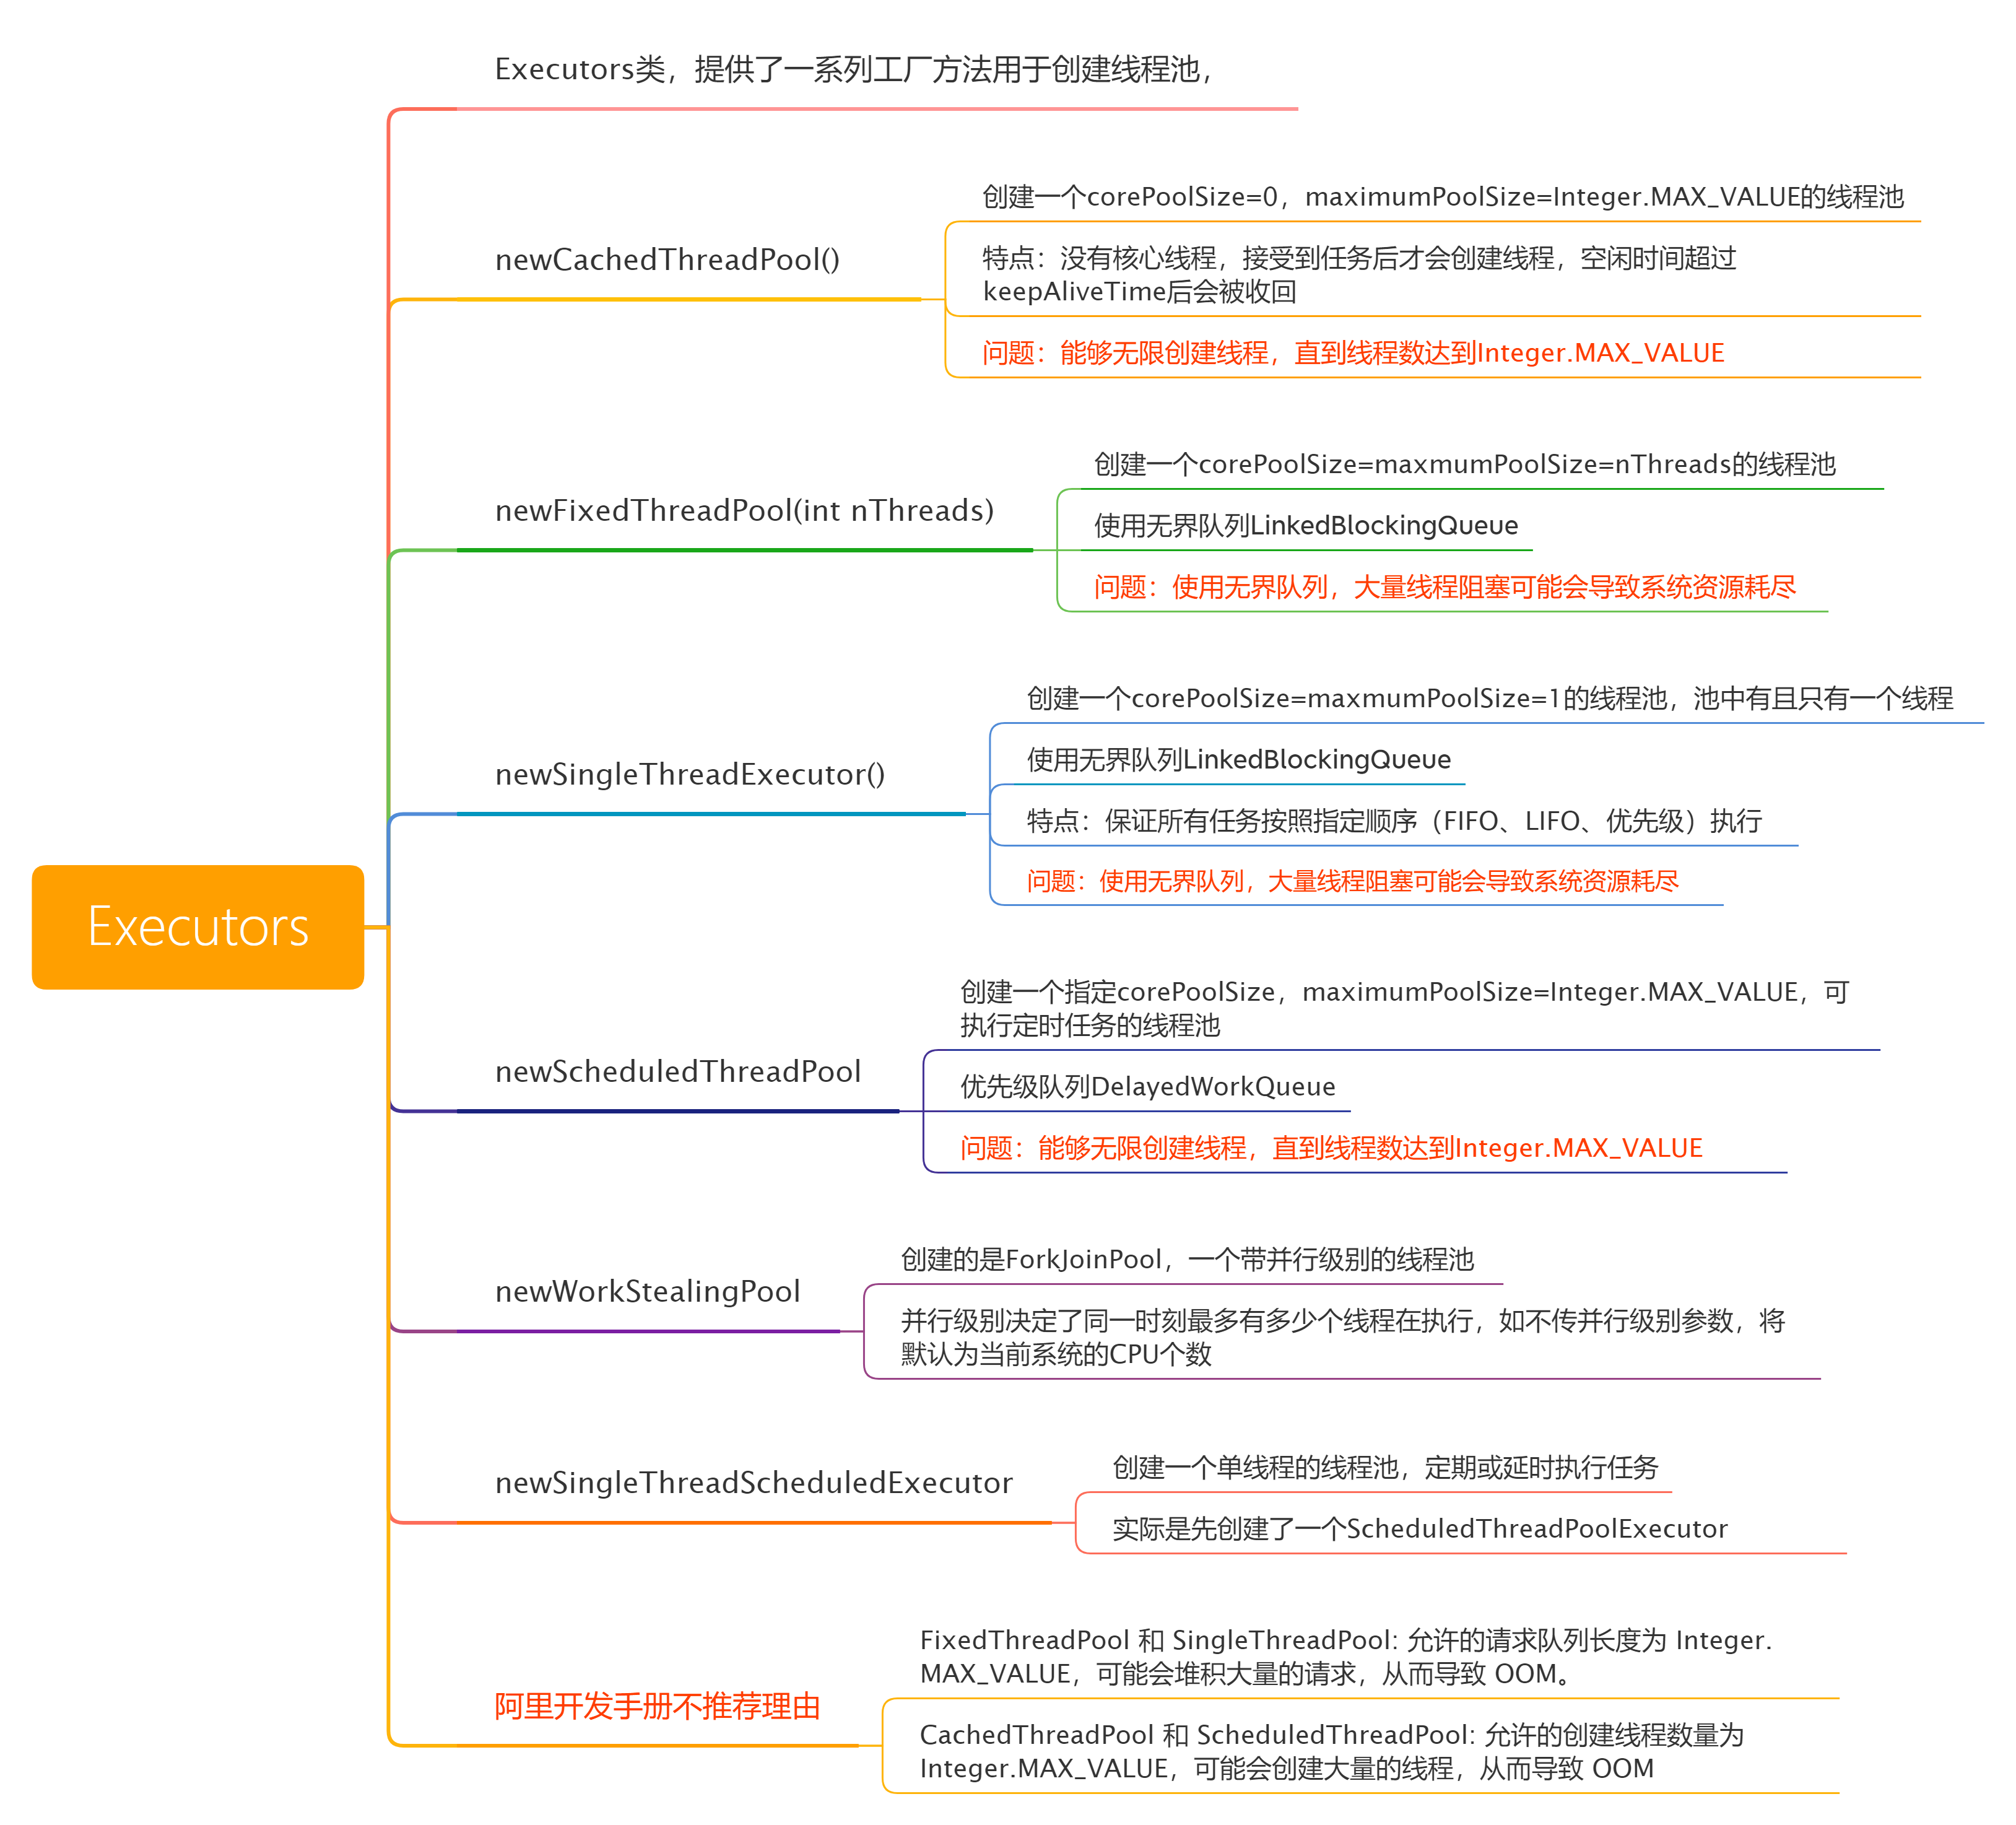 Executors类，提供了一系列工厂方法用于创建线程池，
newCachedThreadPool()
创建一个corePoolSize=0，maximumPoolSize=Integer.MAX_VALUE的线程池
特点：没有核心线程，接受到任务后才会创建线程，空闲时间超过
keepAliveTime后会被收回
问题：能够无限创建线程，直到线程数达到Integer.MAX_VALUE
newFixedThreadPool(int nThreads)
创建一个corePoolSize=maxmumPoolSize=nThreads的线程池
使用无界队列LinkedBlockingQueue
问题：使用无界队列，大量线程阻塞可能会导致系统资源耗尽
newSingleThreadExecutor()
创建一个corePoolSize=maxmumPoolSize=1的线程池，池中有且只有一个线程
使用无界队列LinkedBlockingQueue
特点：保证所有任务按照指定顺序（FIFO、LIFO、优先级）执行
问题：使用无界队列，大量线程阻塞可能会导致系统资源耗尽
Executors
newScheduledThreadPool
创建一个指定corePoolSize，maximumPoolSize=Integer.MAX_VALUE，可
执行定时任务的线程池
优先级队列DelayedWorkQueue
问题：能够无限创建线程，直到线程数达到Integer.MAX_VALUE
newWorkStealingPool
创建的是ForkJoinPool，一个带并行级别的线程池
并行级别决定了同一时刻最多有多少个线程在执行，如不传并行级别参数，将
默认为当前系统的CPU个数
newSingleThreadScheduledExecutor
创建一个单线程的线程池，定期或延时执行任务
实际是先创建了一个ScheduledThreadPoolExecutor
阿里开发手册不推荐理由
FixedThreadPool 和 SingleThreadPool: 允许的请求队列长度为 Integer.
MAX_VALUE，可能会堆积大量的请求，从而导致 OOM。
CachedThreadPool 和 ScheduledThreadPool: 允许的创建线程数量为
Integer.MAX_VALUE，可能会创建大量的线程，从而导致 OOM